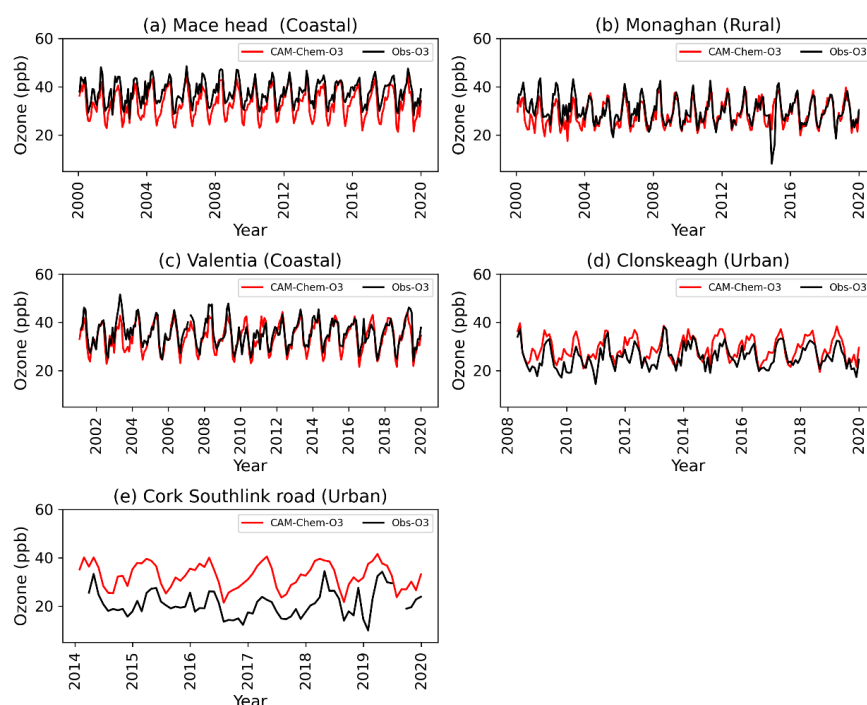 (a) Mace head (Coastal)
60
40
20
Ozone (ppb)
CAM-Chem-O3 Obs-O3
2000 2004 2008 2012 2016 2020
Year
(b) Monaghan (Rural)
60
40
20
Ozone (ppb)
CAM-Chem-O3 Obs-O3
2000 2004 2008 2012 2016 2020
Year
(c) Valentia (Coastal)
60
40
20
Ozone (ppb)
CAM-Chem-O3 Obs-O3
2002 2004 2006 2008 2010 2012 2014 2016 2018 2020
Year
(d) Clonskeagh (Urban)
60
40
20
Ozone (ppb)
CAM-Chem-O3 Obs-O3
2008 2010 2012 2014 2016 2018 2020
Year
(e) Cork Southlink road (Urban)
60
40
20
Ozone (ppb)
CAM-Chem-O3 Obs-O3
2014 2015 2016 2017 2018 2019 2020
Year